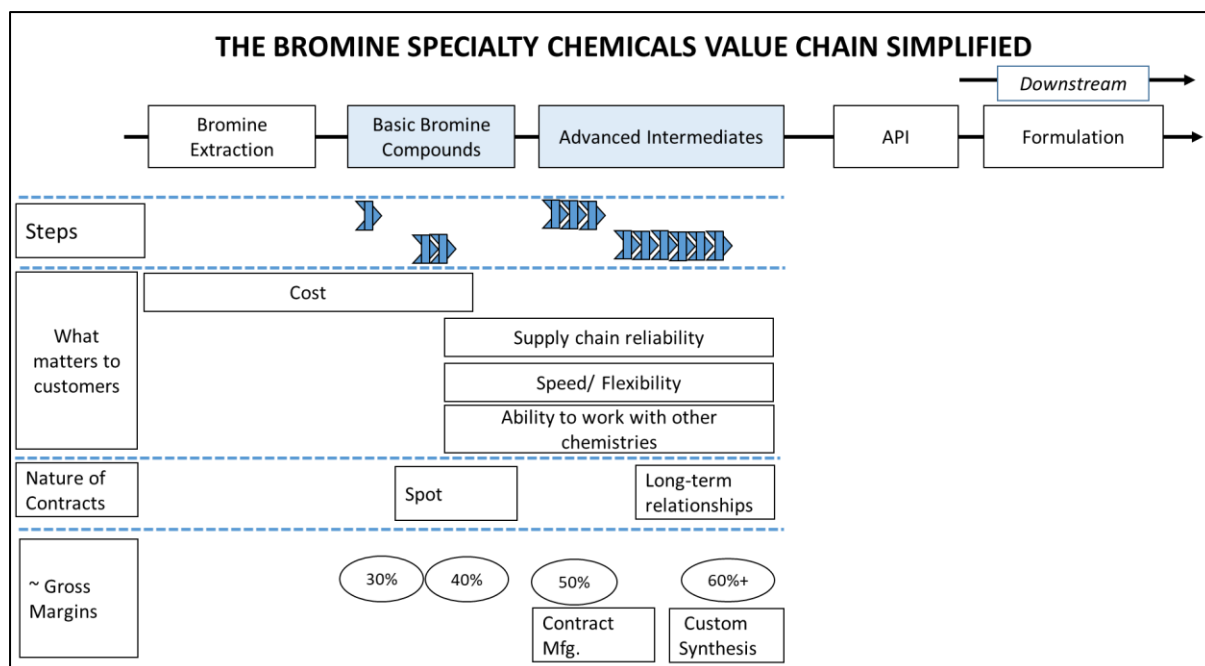 THE BROMINE SPECIALTY CHEMICALS VALUE CHAIN SIMPLIFIED
Downstream
Bromine
Extraction
Basic Bromine
Compounds
Advanced Intermediates
API
Formulation
Steps
What
matters to
customers
Cost
Supply chain reliability
Speed/ Flexibility
Ability to work with other
chemistries
Nature of
Contracts
Spot
Long-term
relationships
~ Gross
Margins
30%
40%
50%
60%+
Contract
Mfg.
Custom
Synthesis